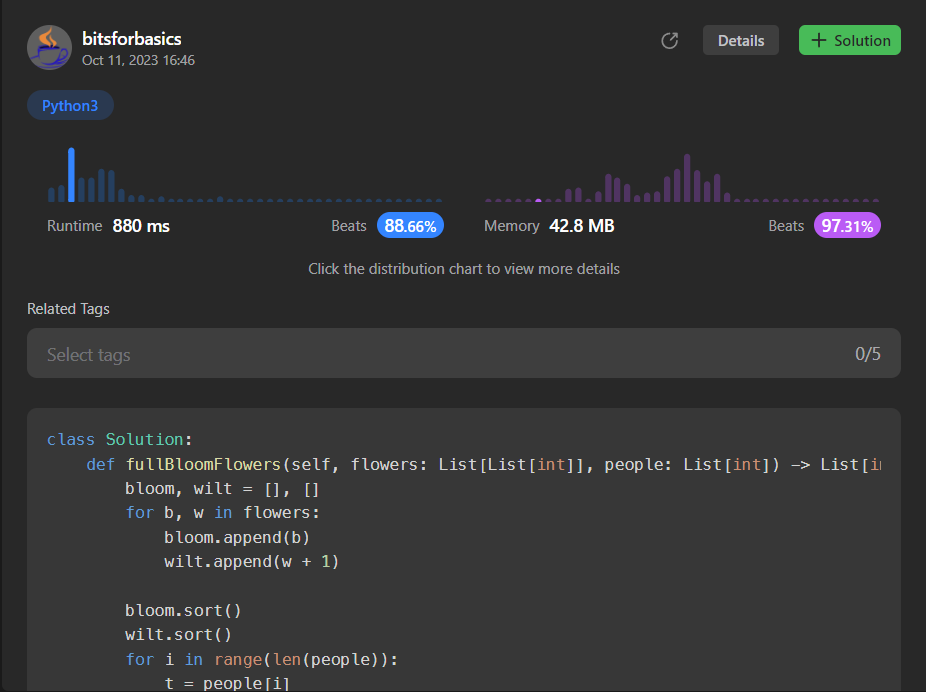 bitsforbasics
Oct 11, 2023 16:46
Details
+ Solution
Python3
Runtime 880 ms Beats 88.66%
Memory 42.8 MB Beats 97.31%
Click the distribution chart to view more details
Related Tags
Select tags 0/5
class Solution:
    def fullBloomFlowers(self, flowers: List[List[int]], people: List[int]) -> List[in
        bloom, wilt = [], []
        for b, w in flowers:
            bloom.append(b)
            wilt.append(w + 1)

        bloom.sort()
        wilt.sort()
        for i in range(len(people)):
            t = people[i]